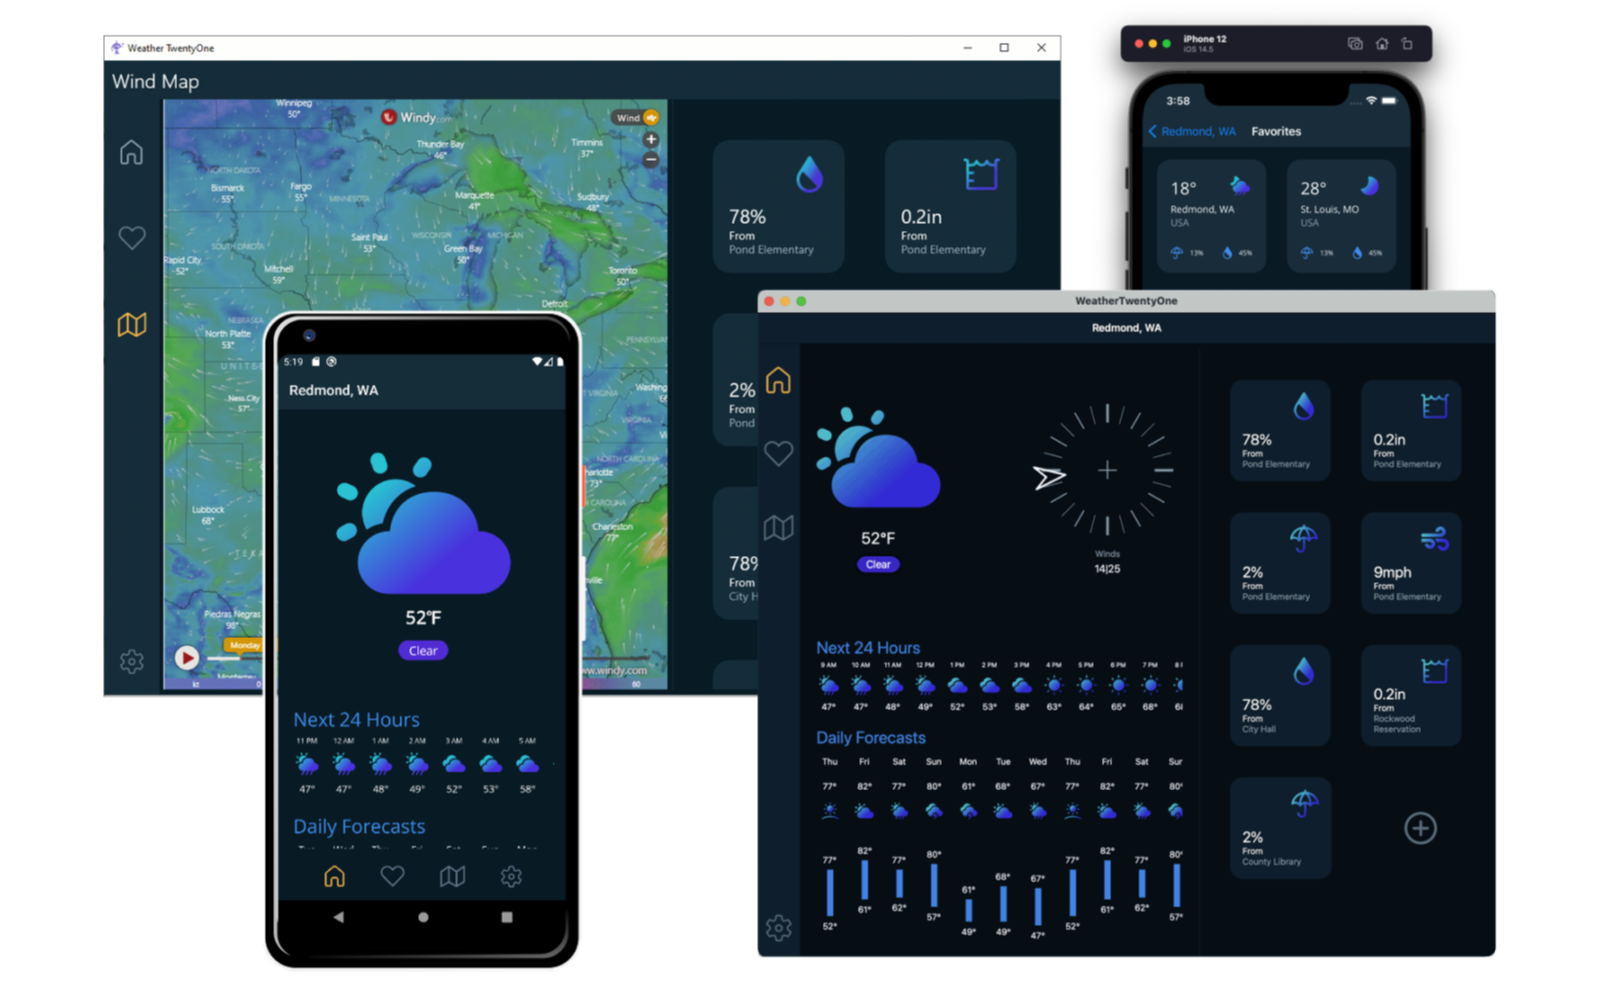 Weather TwentyOne
Wind Map
Winnipeg
50°
Windy.com
Wind
Thunder Bay
46°
Timmins
37°
NORTH DAKOTA
Bismarck
55°
Fargo
55°
MINNESOTA
Marquette
41°
Sudbury
48°
SOUTH DAKOTA
Saint Paul
53°
WISCONSIN
MICHIGAN
Green Bay
50°
Rapid City
52°
Mitchell
59°
Toronto
50°
Detroit
NEBRASKA
North Platte
53°
UNITE
PENNSYLVA
Ness City
57°
Washing
VIRGINIA
NORTH CAROLINA
73°
CAROLINA
Charleston
77°
Lubbock
68°
TEXA
Piedras Negras
98°
Monday
Monterrey
kt
0
60
www.windy.com
78%
From
Pond Elementary
0.2in
From
Pond Elementary
2%
From
Pond
78%
From
City H
iPhone 12
iOS 14.5
3:58
Redmond, WA
Favorites
18°
Redmond, WA
USA
13%
45%
28°
St. Louis, MO
USA
13%
45%
5:19
Redmond, WA
52°F
Clear
Next 24 Hours
11 PM 12 AM 1 AM 2 AM 3 AM 4 AM 5 AM
47° 47° 48° 49° 52° 53° 58°
Daily Forecasts
WeatherTwentyOne
Redmond, WA
52°F
Clear
Winds
14|25
Next 24 Hours
9 AM 10 AM 11 AM 12 PM 1 PM 2 PM 3 PM 4 PM 5 PM 6 PM 7 PM
47° 47° 48° 49° 52° 53° 58° 63° 64° 65° 68°
Daily Forecasts
Thu Fri Sat Sun Mon Tue Wed Thu Fri Sat Sun
77° 82° 77° 80° 61° 68° 67° 77° 82° 77° 80°
77° 82° 77° 80° 61° 68° 67° 77° 82° 77° 80°
52° 61° 62° 57° 49° 49° 47° 52° 61° 62° 57°
78%
From
Pond Elementary
0.2in
From
Pond Elementary
2%
From
Pond Elementary
9mph
From
Pond Elementary
78%
From
City Hall
0.2in
From
Rockwood
Reservation
2%
From
County Library